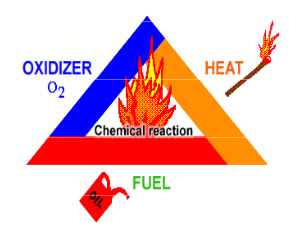 OXIDIZER
O2
HEAT
Chemical reaction
FUEL
OIL